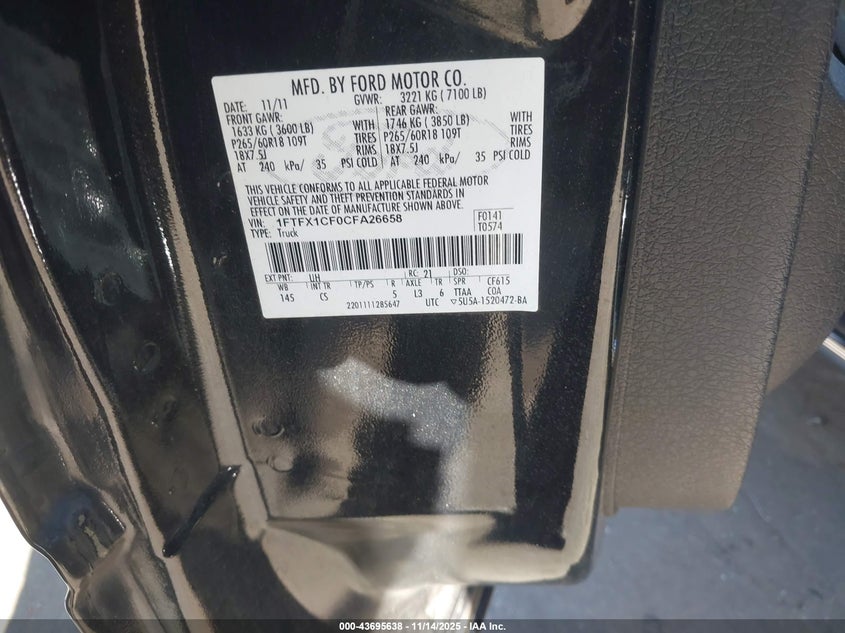 MFD. BY FORD MOTOR CO.
DATE: 11/11 GVWR: 3221 KG ( 7100 LB)
FRONT GAWR: REAR GAWR:
1633 KG ( 3600 LB) WITH 1746 KG ( 3850 LB) WITH
P265/60R18 109T TIRES P265/60R18 109T TIRES
18X7.5J RIMS 18X7.5J RIMS
AT 240 kPa/ 35 PSI COLD AT 240 kPa/ 35 PSI COLD
THIS VEHICLE CONFORMS TO ALL APPLICABLE FEDERAL MOTOR
VEHICLE SAFETY AND THEFT PREVENTION STANDARDS IN
EFFECT ON THE DATE OF MANUFACTURE SHOWN ABOVE.
VIN: 1FTFX1CF0CFA26658 F0141
TYPE: Truck T0574
EXT PNT: UH RC: 21 DSO:
WB INT TR TP/PS R AXLE TR SPR CF615
145 CS 5 L3 6 TTAA COA
2201111285647 UTC ▽5U5A-1520472-BA
000-43695638 | 11/14/2025 | IAA Inc.